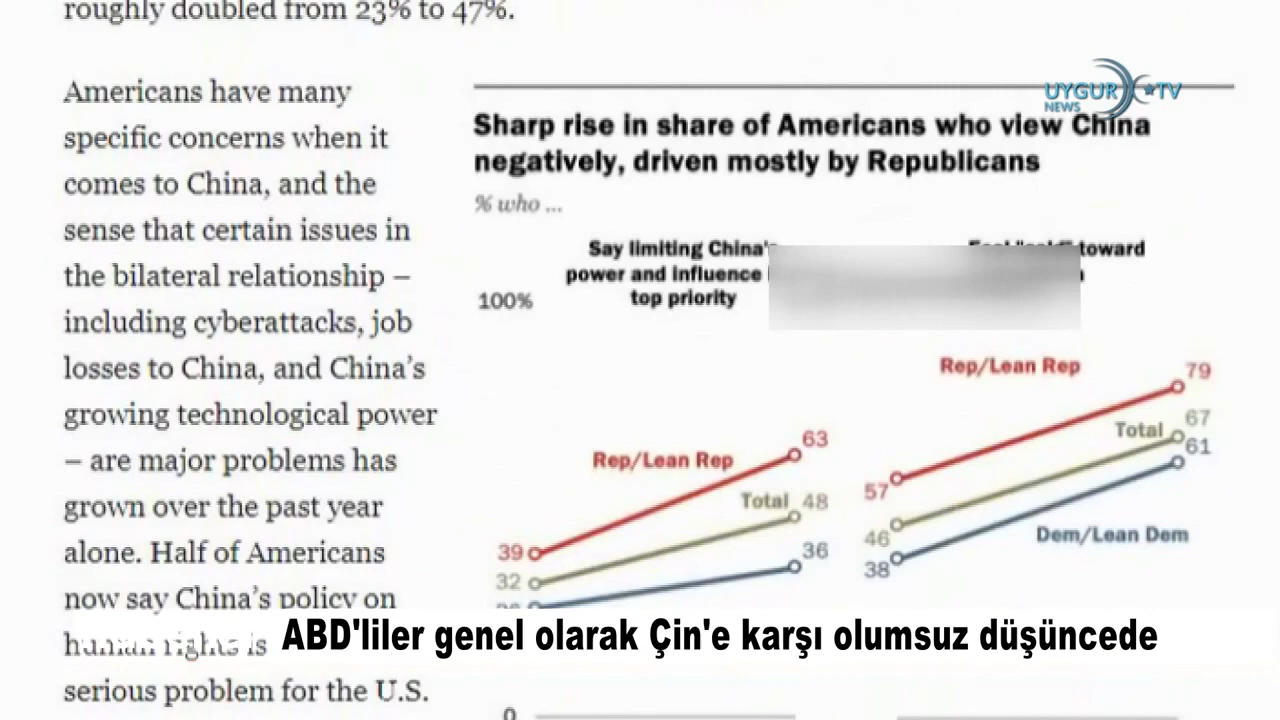 roughly doubled from 23% to 47%.
Americans have many
specific concerns when it
comes to China, and the
sense that certain issues in
the bilateral relationship –
including cyberattacks, job
losses to China, and China's
growing technological power
– are major problems has
grown over the past year
alone. Half of Americans
now say China's policy on
human rights is
serious problem for the U.S.
UYGUR TV
NEWS
Sharp rise in share of Americans who view China
negatively, driven mostly by Republicans
% who ...
Say limiting China's
power and influence
top priority
toward
100%
Rep/Lean Rep
63
Total 48
36
39
32
Rep/Lean Rep
79
67
Total
61
57
46
38
Dem/Lean Dem
0
ABD'liler genel olarak Çin'e karşı olumsuz düşüncede